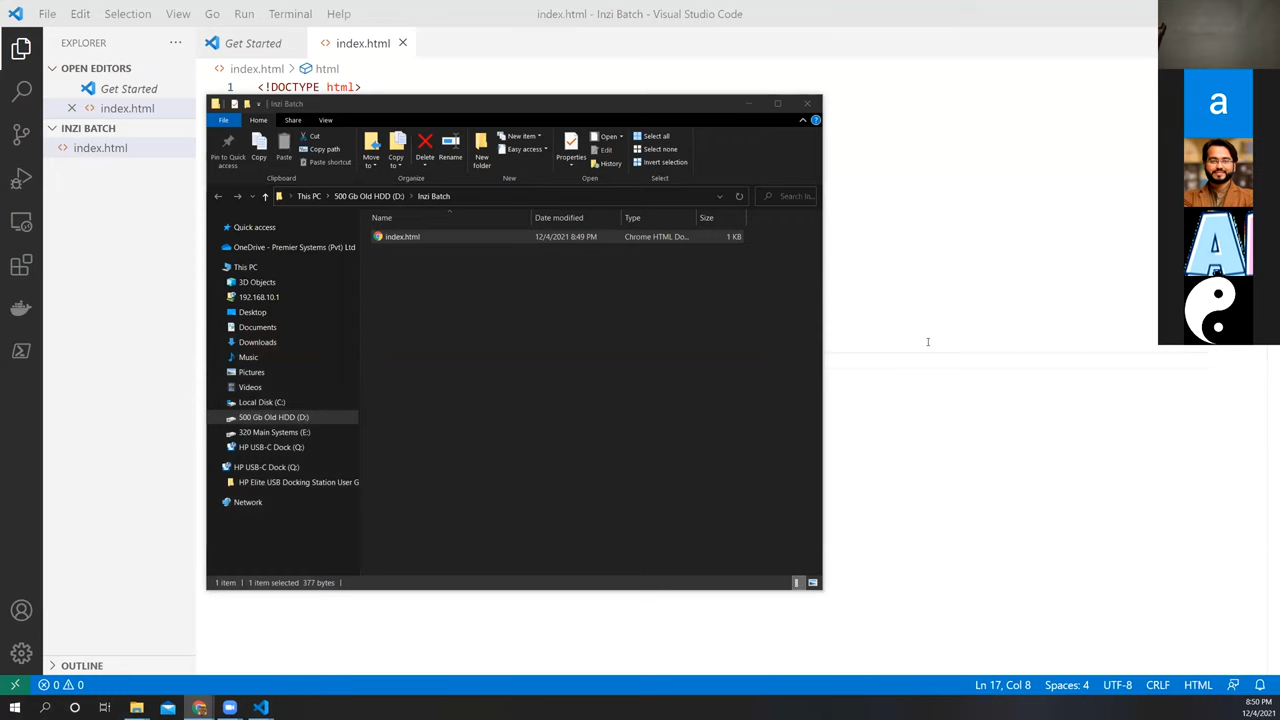 File Edit Selection View Go Run Terminal Help
index.html - Inzi Batch - Visual Studio Code
EXPLORER
OPEN EDITORS
Get Started
index.html
INZI BATCH
index.html
OUTLINE
Get Started
index.html
index.html > html
1 <!DOCTYPE html>
Inzi Batch
File Home Share View
Pin to Quick access
Copy
Paste
Cut
Copy path
Paste shortcut
Clipboard
Move to
Copy to
Delete
Rename
Organize
New folder
New item
Easy access
New
Properties
Open
Edit
History
Open
Select all
Select none
Invert selection
Select
This PC > 500 Gb Old HDD (D:) > Inzi Batch
Search In...
Name Date modified Type Size
index.html 12/4/2021 8:49 PM Chrome HTML Do... 1 KB
Quick access
OneDrive - Premier Systems (Pvt) Ltd
This PC
3D Objects
192.168.10.1
Desktop
Documents
Downloads
Music
Pictures
Videos
Local Disk (C:)
500 Gb Old HDD (D:)
320 Main Systems (E:)
HP USB-C Dock (Q:)
HP USB-C Dock (Q:)
HP Elite USB Docking Station User G
Network
1 item 1 item selected 377 bytes
a
0 0
Ln 17, Col 8 Spaces: 4 UTF-8 CRLF HTML
8:50 PM
12/4/2021